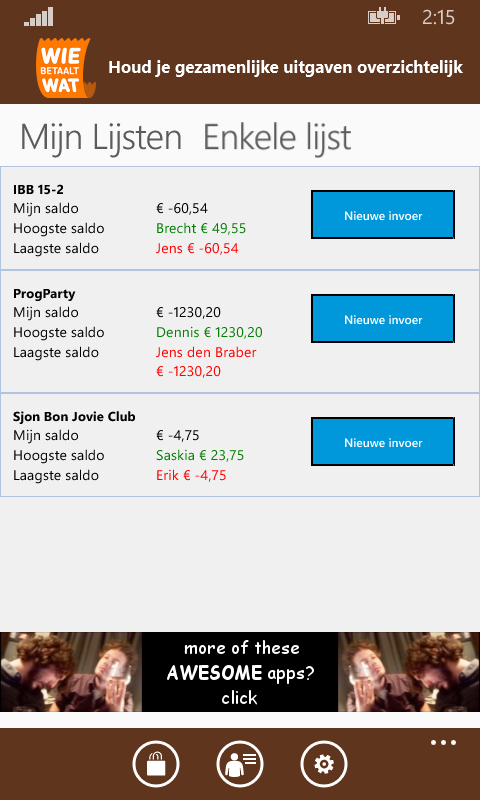 2:15
WIE
BETAALT
WAT
Houd je gezamenlijke uitgaven overzichtelijk
Mijn Lijsten Enkele lijst
IBB 15-2
Mijn saldo € -60,54
Nieuwe invoer
Hoogste saldo Brecht € 49,55
Laagste saldo Jens € -60,54
ProgParty
Mijn saldo € -1230,20
Nieuwe invoer
Hoogste saldo Dennis € 1230,20
Laagste saldo Jens den Braber
€ -1230,20
Sjon Bon Jovie Club
Mijn saldo € -4,75
Nieuwe invoer
Hoogste saldo Saskia € 23,75
Laagste saldo Erik € -4,75
more of these
AWESOME apps?
click